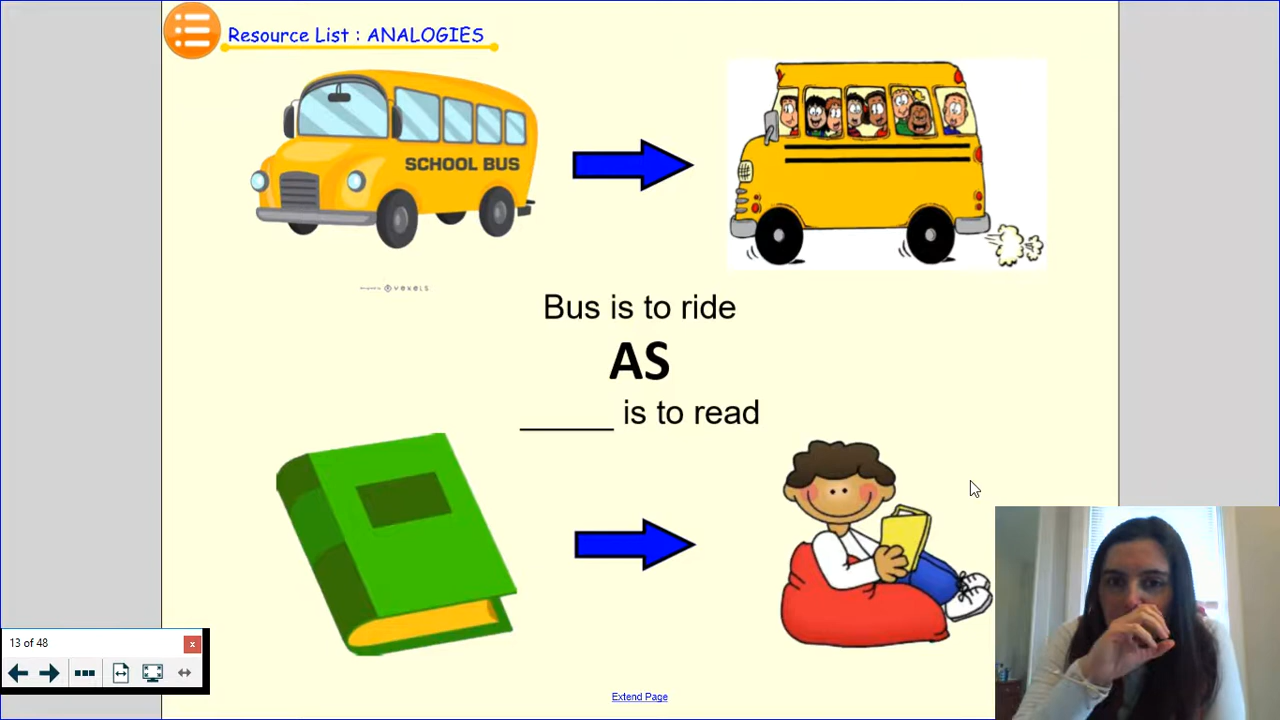 Resource List : ANALOGIES
SCHOOL BUS
vexels
Bus is to ride
AS
_____ is to read
13 of 48
x
Extend Page